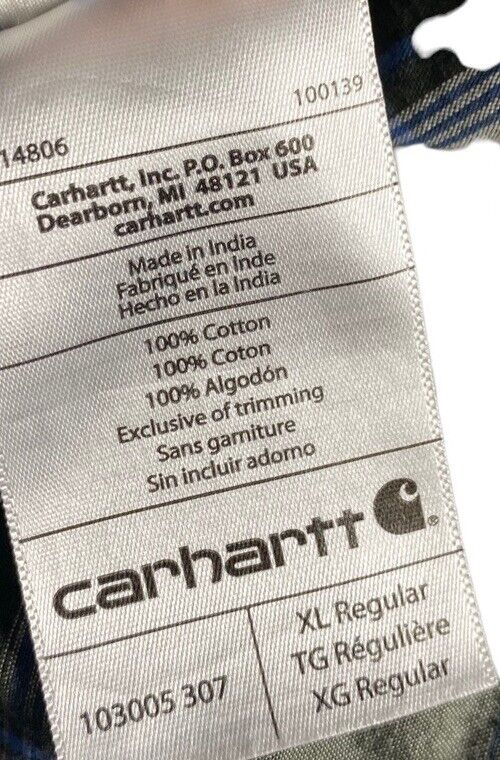 14806 100139
Carhartt, Inc. P.O. Box 600
Dearborn, MI 48121 USA
carhartt.com
Made in India
Fabriqué en Inde
Hecho en la India
100% Cotton
100% Coton
100% Algodón
Exclusive of trimming
Sans garniture
Sin incluir adorno
carhartt
103005 307
XL Regular
TG Régulière
XG Regular